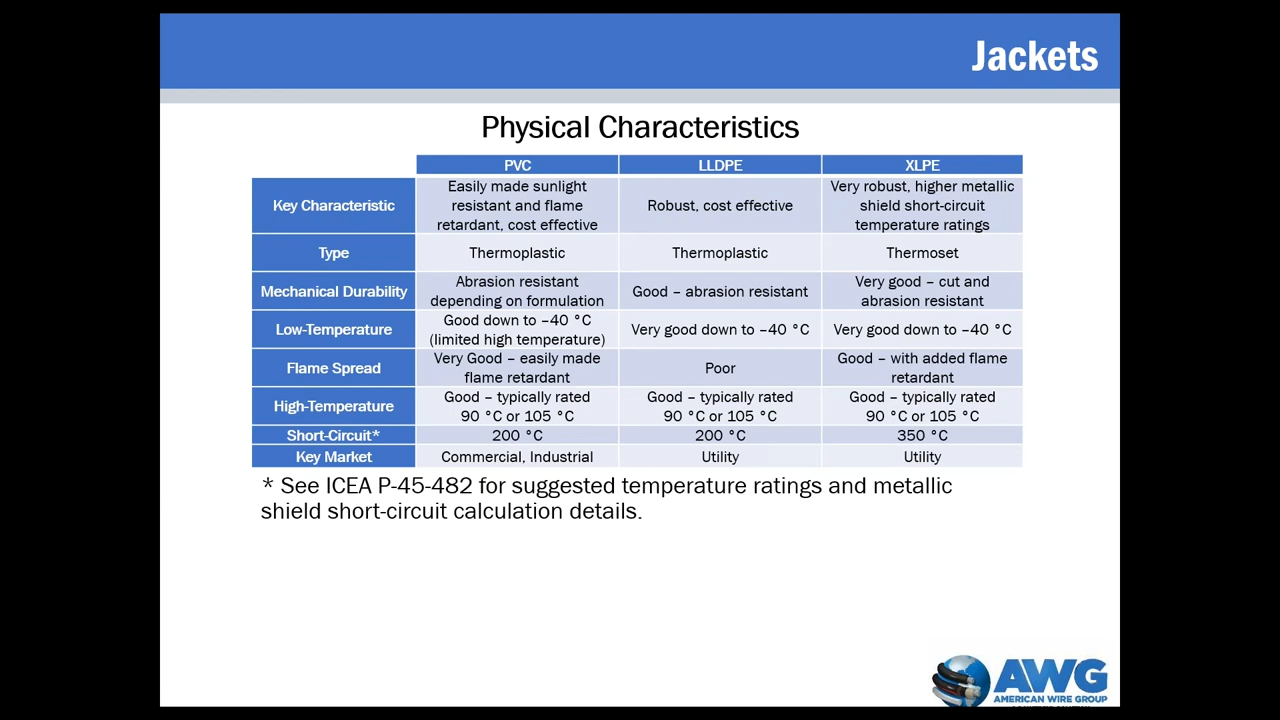 Jackets
Physical Characteristics
PVC LLDPE XLPE
Key Characteristic
Easily made sunlight
resistant and flame
retardant, cost effective
Robust, cost effective
Very robust, higher metallic
shield short-circuit
temperature ratings
Type
Thermoplastic
Thermoplastic
Thermoset
Mechanical Durability
Abrasion resistant
depending on formulation
Good – abrasion resistant
Very good – cut and
abrasion resistant
Low-Temperature
Good down to –40 °C
(limited high temperature)
Very good down to –40 °C
Very good down to –40 °C
Flame Spread
Very Good – easily made
flame retardant
Poor
Good – with added flame
retardant
High-Temperature
Good – typically rated
90 °C or 105 °C
Good – typically rated
90 °C or 105 °C
Good – typically rated
90 °C or 105 °C
Short-Circuit*
200 °C
200 °C
350 °C
Key Market
Commercial, Industrial
Utility
Utility
* See ICEA P-45-482 for suggested temperature ratings and metallic
shield short-circuit calculation details.
AWG
AMERICAN WIRE GROUP